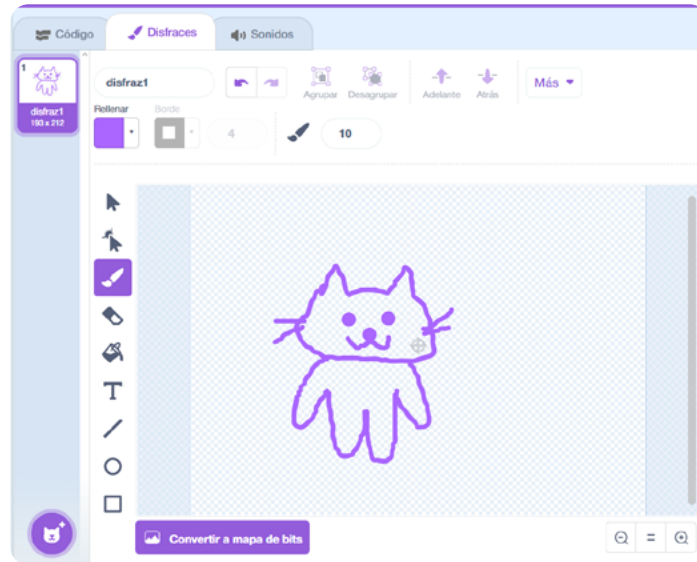 Código
Disfraces
Sonidos
1
disfraz1
193 x 212
disfraz1
Agrupar
Desagrupar
Adelante
Atrás
Más
Rellenar
Borde
4
10
T
Convertir a mapa de bits
=